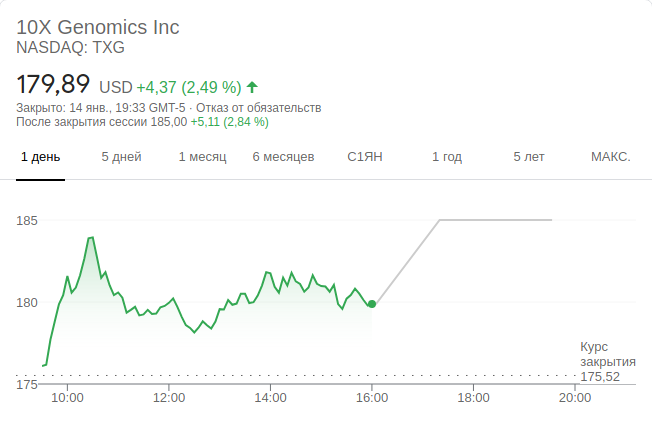 10X Genomics Inc
NASDAQ: TXG
179,89 USD +4,37 (2,49 %)
Закрыто: 14 янв., 19:33 GMT-5 · Отказ от обязательств
После закрытия сессии 185,00 +5,11 (2,84 %)
1 день 5 дней 1 месяц 6 месяцев С1ЯН 1 год 5 лет МАКС.
185
180
175
Курс
закрытия
175,52
10:00 12:00 14:00 16:00 18:00 20:00